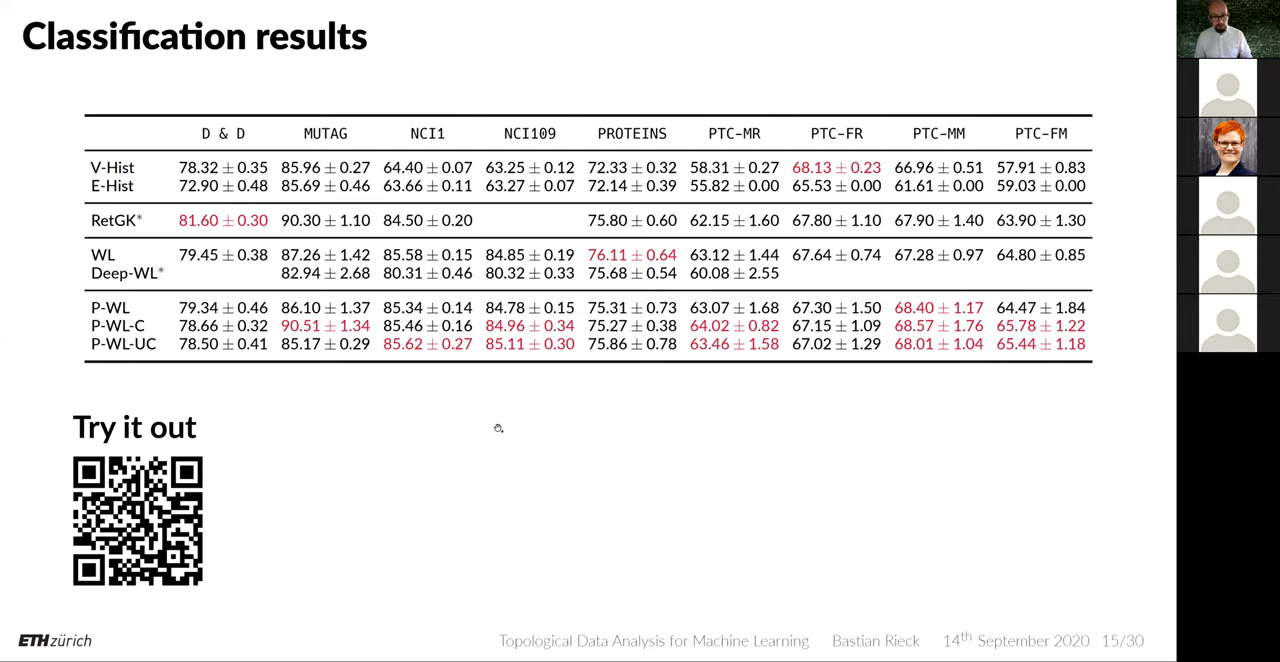 Classification results
D & D MUTAG NCI1 NCI109 PROTEINS PTC-MR PTC-FR PTC-MM PTC-FM
V-Hist 78.32 ± 0.35 85.96 ± 0.27 64.40 ± 0.07 63.25 ± 0.12 72.33 ± 0.32 58.31 ± 0.27 68.13 ± 0.23 66.96 ± 0.51 57.91 ± 0.83
E-Hist 72.90 ± 0.48 85.69 ± 0.46 63.66 ± 0.11 63.27 ± 0.07 72.14 ± 0.39 55.82 ± 0.00 65.53 ± 0.00 61.61 ± 0.00 59.03 ± 0.00
RetGK* 81.60 ± 0.30 90.30 ± 1.10 84.50 ± 0.20 75.80 ± 0.60 62.15 ± 1.60 67.80 ± 1.10 67.90 ± 1.40 63.90 ± 1.30
WL 79.45 ± 0.38 87.26 ± 1.42 85.58 ± 0.15 84.85 ± 0.19 76.11 ± 0.64 63.12 ± 1.44 67.64 ± 0.74 67.28 ± 0.97 64.80 ± 0.85
Deep-WL* 82.94 ± 2.68 80.31 ± 0.46 80.32 ± 0.33 75.68 ± 0.54 60.08 ± 2.55
P-WL 79.34 ± 0.46 86.10 ± 1.37 85.34 ± 0.14 84.78 ± 0.15 75.31 ± 0.73 63.07 ± 1.68 67.30 ± 1.50 68.40 ± 1.17 64.47 ± 1.84
P-WL-C 78.66 ± 0.32 90.51 ± 1.34 85.46 ± 0.16 84.96 ± 0.34 75.27 ± 0.38 64.02 ± 0.82 67.15 ± 1.09 68.57 ± 1.76 65.78 ± 1.22
P-WL-UC 78.50 ± 0.41 85.17 ± 0.29 85.62 ± 0.27 85.11 ± 0.30 75.86 ± 0.78 63.46 ± 1.58 67.02 ± 1.29 68.01 ± 1.04 65.44 ± 1.18
Try it out
ETH zürich Topological Data Analysis for Machine Learning Bastian Rieck 14th September 2020 15/30